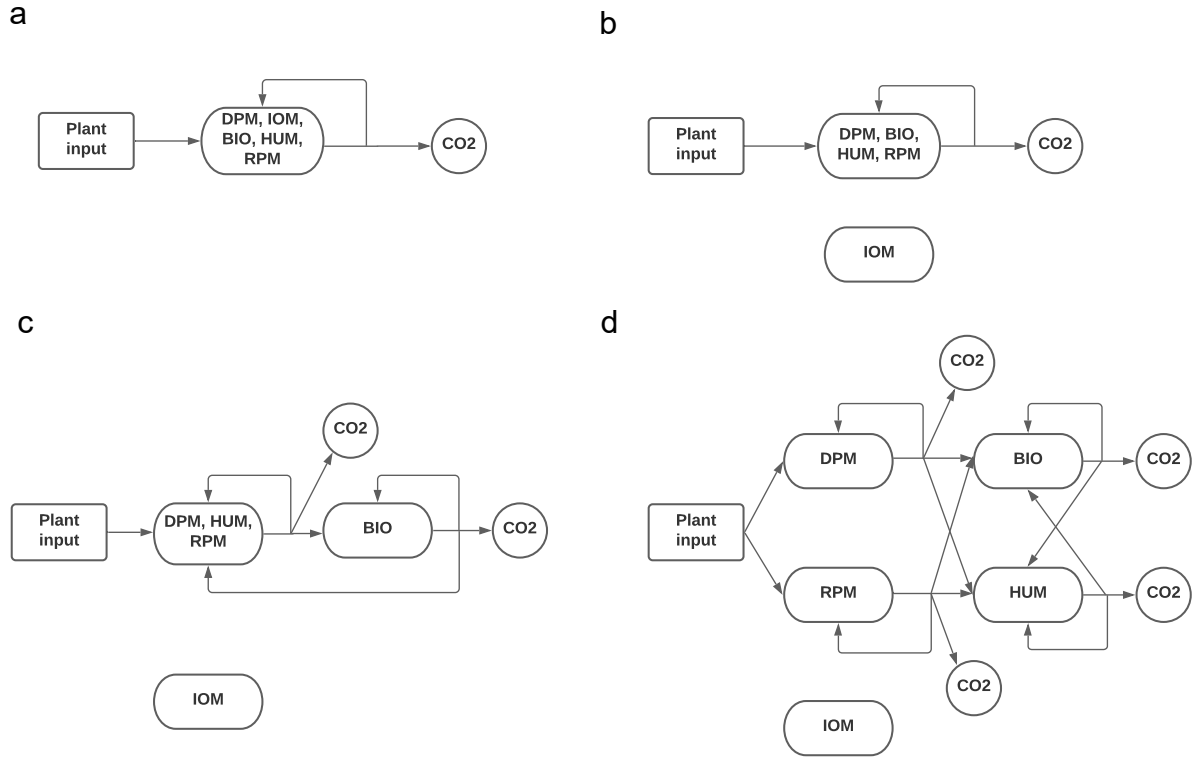 a
Plant
input
DPM, IOM,
BIO, HUM,
RPM
CO2
b
Plant
input
DPM, BIO,
HUM, RPM
CO2
IOM
c
CO2
Plant
input
DPM, HUM,
RPM
BIO
CO2
IOM
d
CO2
DPM
BIO
CO2
Plant
input
RPM
HUM
CO2
CO2
IOM